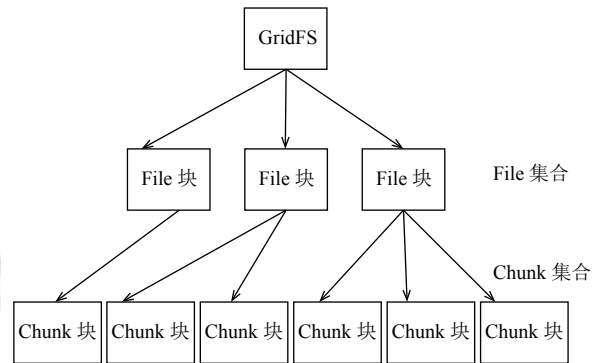 GridFS
File 块 File 块 File 块 File 集合
Chunk 集合
Chunk 块 Chunk 块 Chunk 块 Chunk 块 Chunk 块 Chunk 块